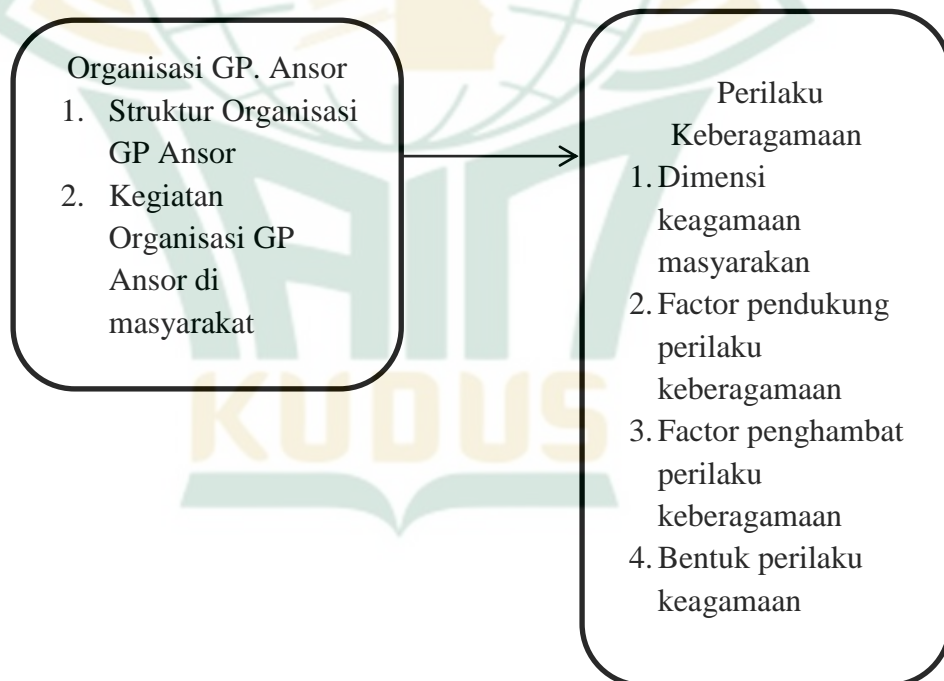 Organisasi GP. Ansor
1. Struktur Organisasi
GP Ansor
2. Kegiatan
Organisasi GP
Ansor di
masyarakat
Perilaku
Keberagamaan
1. Dimensi
keagamaan
masyarakan
2. Factor pendukung
perilaku
keberagamaan
3. Factor penghambat
perilaku
keberagamaan
4. Bentuk perilaku
keagamaan
IAIN
KUDUS